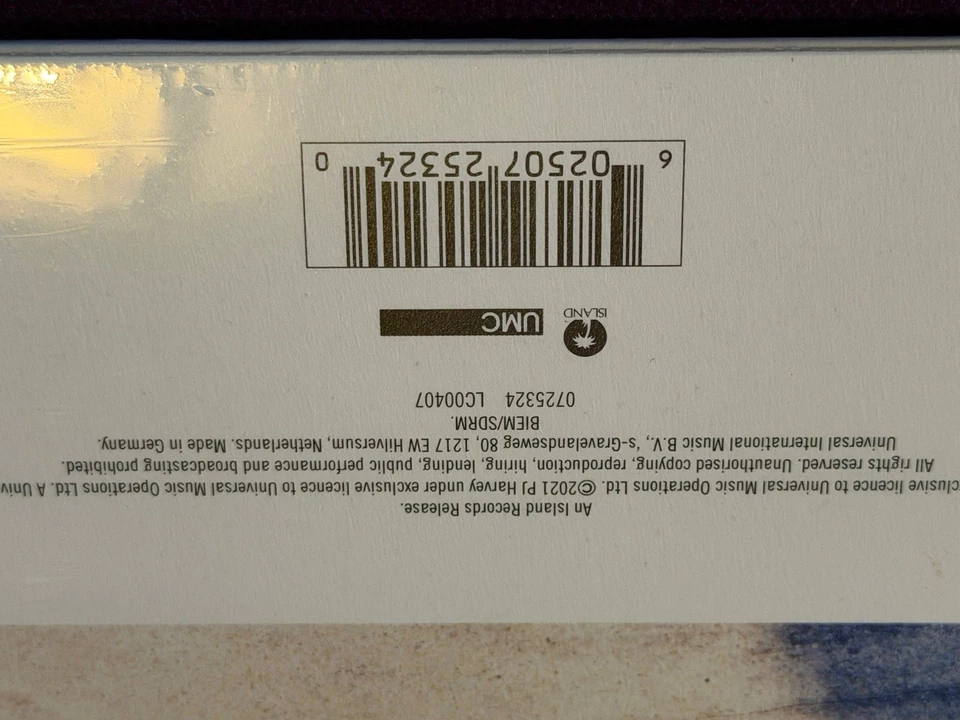 An Island Records Release.
clusive licence to Universal Music Operations Ltd. ©2021 PJ Harvey under exclusive licence to Universal Music Operations Ltd. A Univ
All rights reserved. Unauthorised copying, reproduction, hiring, lending, public performance and broadcasting prohibited.
Universal International Music B.V., 's-Gravelandseweg 80, 1217 EW Hilversum, Netherlands. Made in Germany.
BIEM/SDRM.
0725324 LC00407
ISLAND UMC
6 02507 25324 0